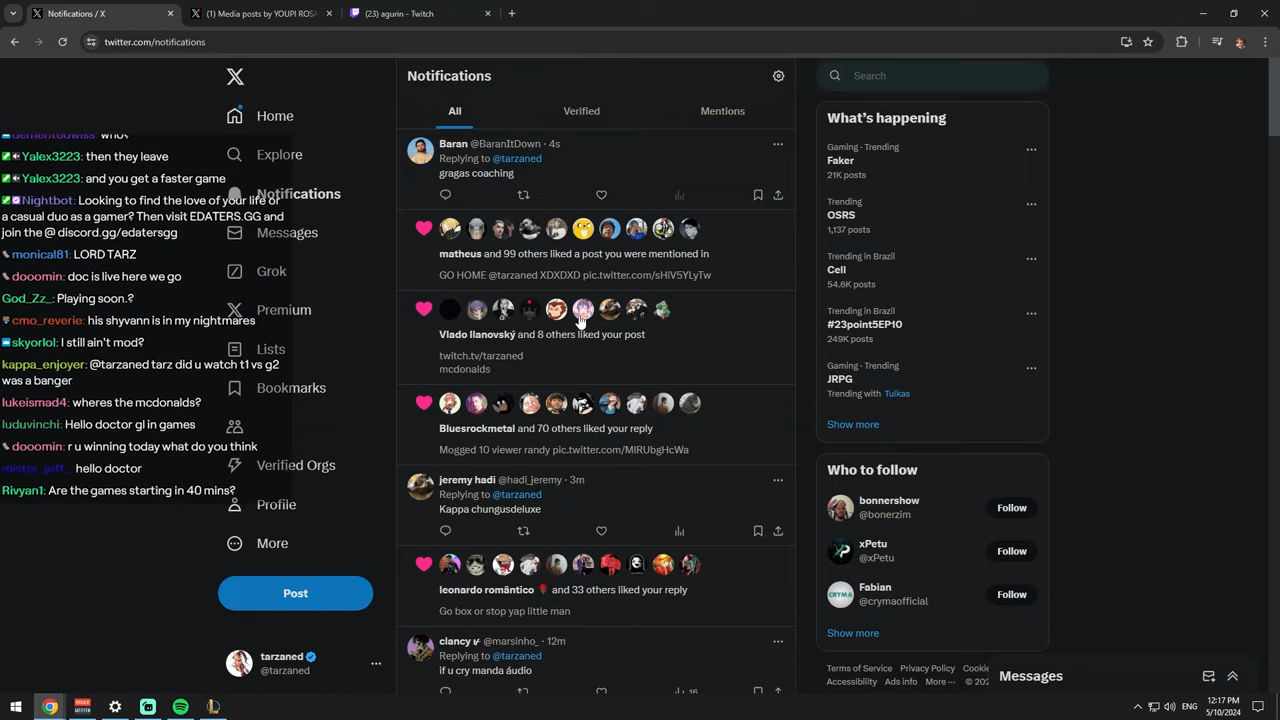 Notifications / X
(1) Media posts by YOUPI ROSA
(23) agurin - Twitch
twitter.com/notifications
Home
Explore
Notifications
Messages
Grok
Premium
Lists
Bookmarks
Verified Orgs
Profile
More
Post
tarzaned
@tarzaned
who?
Yalex3223: then they leave
Yalex3223: and you get a faster game
Nightbot: Looking to find the love of your life
or a casual duo as a gamer? Then visit EDATERS.GG and
join the @ discord.gg/edatersgg
monical81: LORD TARZ
dooomin: doc is live here we go
God_Zz_: Playing soon.?
cmo_reverie: his shyvann is in my nightmares
skyorlol: I still ain't mod?
kappa_enjoyer: @tarzaned tarz did u watch t1 vs g2
was a banger
lukeismad4: wheres the mcdonalds?
luduvinchi: Hello doctor gl in games
dooomin: r u winning today what do you think
mister_jeff_: hello doctor
Rivyan1: Are the games starting in 40 mins?
Notifications
All
Verified
Mentions
Baran @BaranItDown · 4s
Replying to @tarzaned
gragas coaching
matheus and 99 others liked a post you were mentioned in
GO HOME @tarzaned XDXDXD pic.twitter.com/sHlV5YLyTw
Vlado Ilanovský and 8 others liked your post
twitch.tv/tarzaned
mcdonalds
Bluesrockmetal and 70 others liked your reply
Mogged 10 viewer randy pic.twitter.com/MIRUbgHcWa
jeremy hadi @hadi_jeremy · 3m
Replying to @tarzaned
Kappa chungusdeluxe
leonardo romântico 🌹 and 33 others liked your reply
Go box or stop yap little man
clancy @marsinho_ · 12m
Replying to @tarzaned
if u cry manda áudio
16
Search
What's happening
Gaming · Trending
Faker
21K posts
Trending
OSRS
1,137 posts
Trending in Brazil
Cell
54.6K posts
Trending in Brazil
#23point5EP10
249K posts
Gaming · Trending
JRPG
Trending with Tulkas
Show more
Who to follow
bonnershow
@bonerzim
Follow
xPetu
@xPetu
Follow
CRYMA
Fabian
@crymaofficial
Follow
Show more
Terms of Service Privacy Policy Cookie
Accessibility Ads info More ··· © 202
Messages
VOICE
MEETER
ENG
12:17 PM
5/10/2024